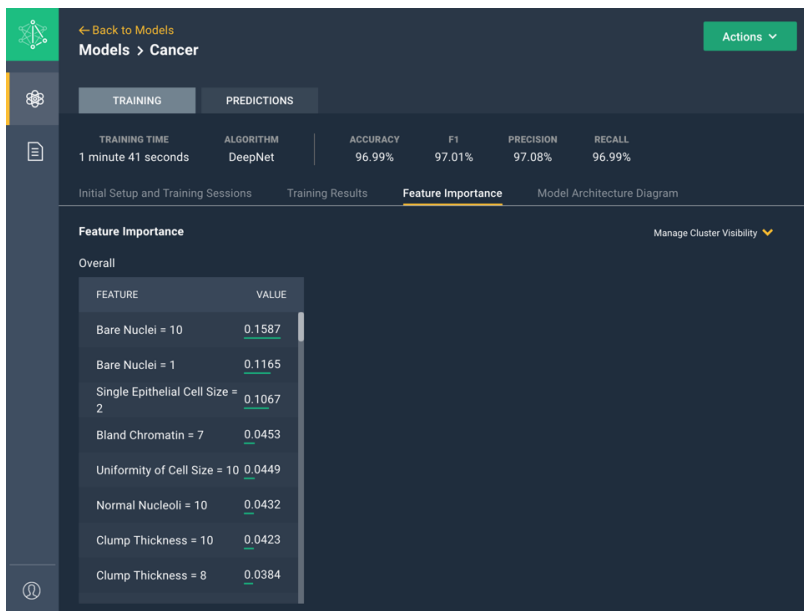 ← Back to Models
Models > Cancer
Actions
TRAINING PREDICTIONS
TRAINING TIME ALGORITHM ACCURACY F1 PRECISION RECALL
1 minute 41 seconds DeepNet 96.99% 97.01% 97.08% 96.99%
Initial Setup and Training Sessions Training Results Feature Importance Model Architecture Diagram
Feature Importance Manage Cluster Visibility
Overall
FEATURE VALUE
Bare Nuclei = 10 0.1587
Bare Nuclei = 1 0.1165
Single Epithelial Cell Size =
2 0.1067
Bland Chromatin = 7 0.0453
Uniformity of Cell Size = 10 0.0449
Normal Nucleoli = 10 0.0432
Clump Thickness = 10 0.0423
Clump Thickness = 8 0.0384